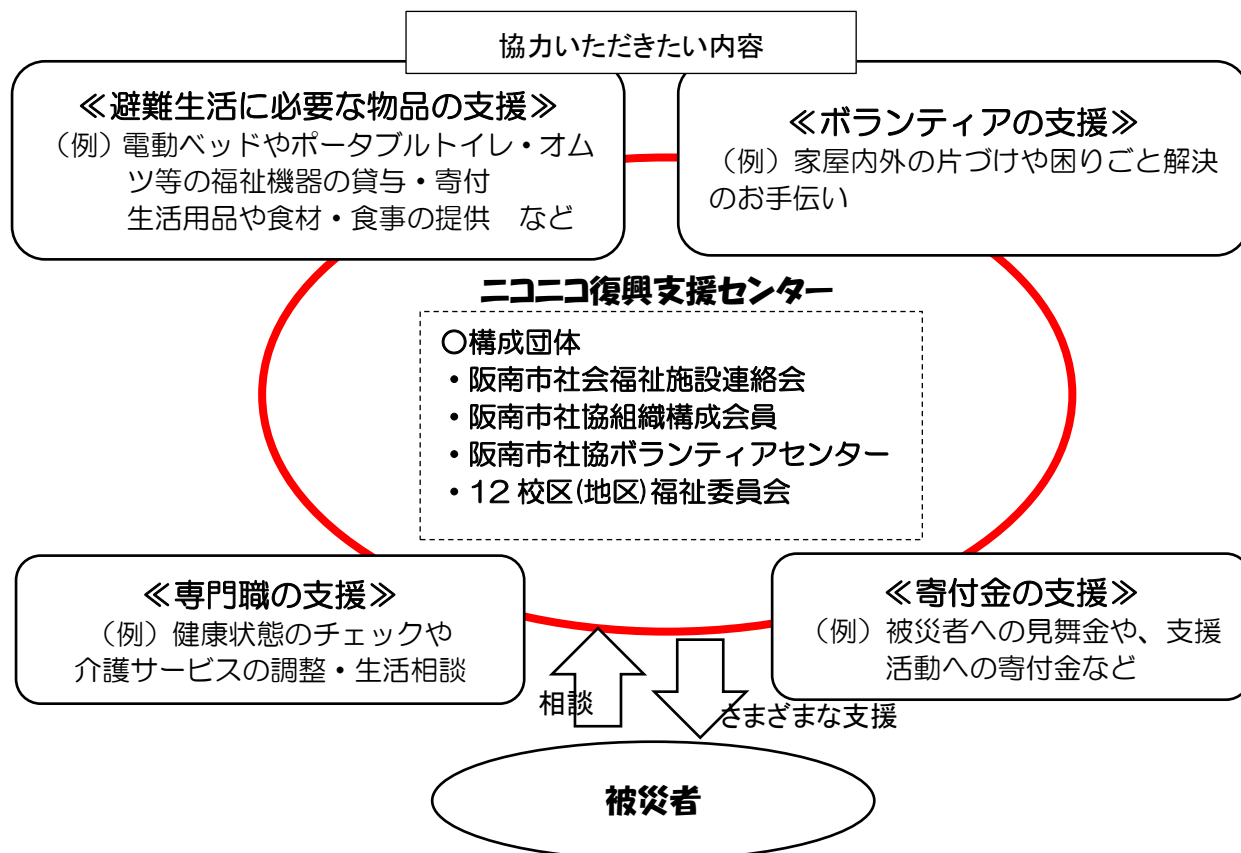 協力いただきたい内容
≪避難生活に必要な物品の支援≫
（例）電動ベッドやポータブルトイレ・オム
ツ等の福祉機器の貸与・寄付
生活用品や食材・食事の提供　など
≪ボランティアの支援≫
（例）家屋内外の片づけや困りごと解決
のお手伝い
ニコニコ復興支援センター
○構成団体
・阪南市社会福祉施設連絡会
・阪南市社協組織構成会員
・阪南市社協ボランティアセンター
・12校区(地区)福祉委員会
≪専門職の支援≫
（例）健康状態のチェックや
介護サービスの調整・生活相談
≪寄付金の支援≫
（例）被災者への見舞金や、支援
活動への寄付金など
相談
さまざまな支援
被災者